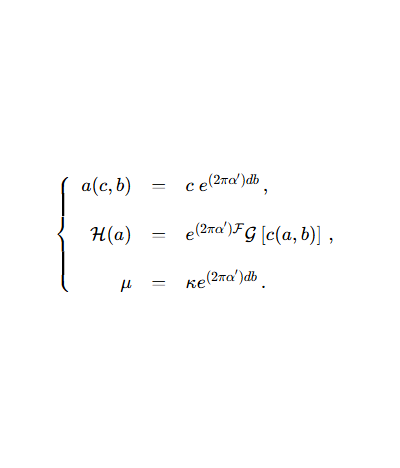 a(c, b) = c e^{(2πα′)db} ,
ℋ(a) = e^{(2πα′)ℱ}𝒢 [c(a, b)] ,
μ = κe^{(2πα′)db} .